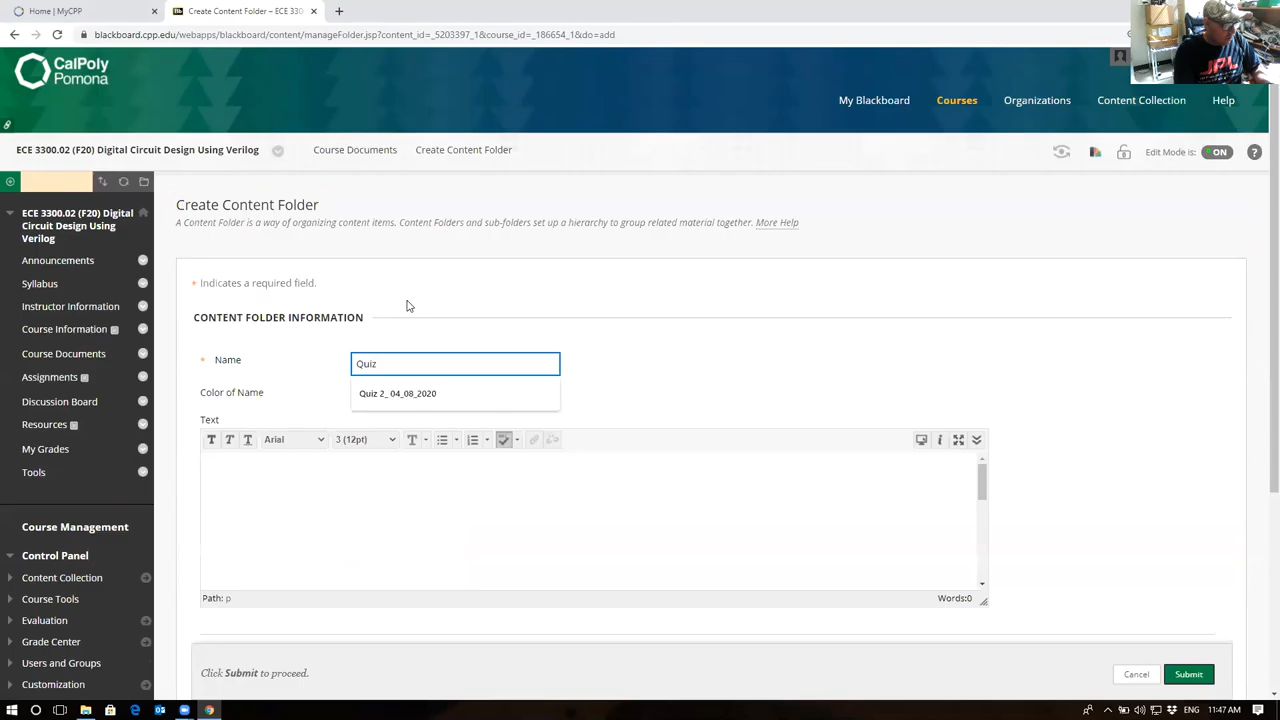 Home | MyCPP
Create Content Folder – ECE 330
blackboard.cpp.edu/webapps/blackboard/content/manageFolder.jsp?content_id=_5203397_1&course_id=_186654_1&do=add
CalPoly
Pomona
My Blackboard
Courses
Organizations
Content Collection
Help
JPL
ECE 3300.02 (F20) Digital Circuit Design Using Verilog
Course Documents
Create Content Folder
Edit Mode is:
ON
?
ECE 3300.02 (F20) Digital
Circuit Design Using
Verilog
Announcements
Syllabus
Instructor Information
Course Information
Course Documents
Assignments
Discussion Board
Resources
My Grades
Tools
Course Management
Control Panel
Content Collection
Course Tools
Evaluation
Grade Center
Users and Groups
Customization
Create Content Folder
A Content Folder is a way of organizing content items. Content Folders and sub-folders set up a hierarchy to group related material together. More Help
* Indicates a required field.
CONTENT FOLDER INFORMATION
* Name
Quiz
Quiz 2_ 04_08_2020
Color of Name
Text
T T T Arial 3 (12pt) T
Path: p
Words:0
Click Submit to proceed.
Cancel
Submit
ENG
11:47 AM